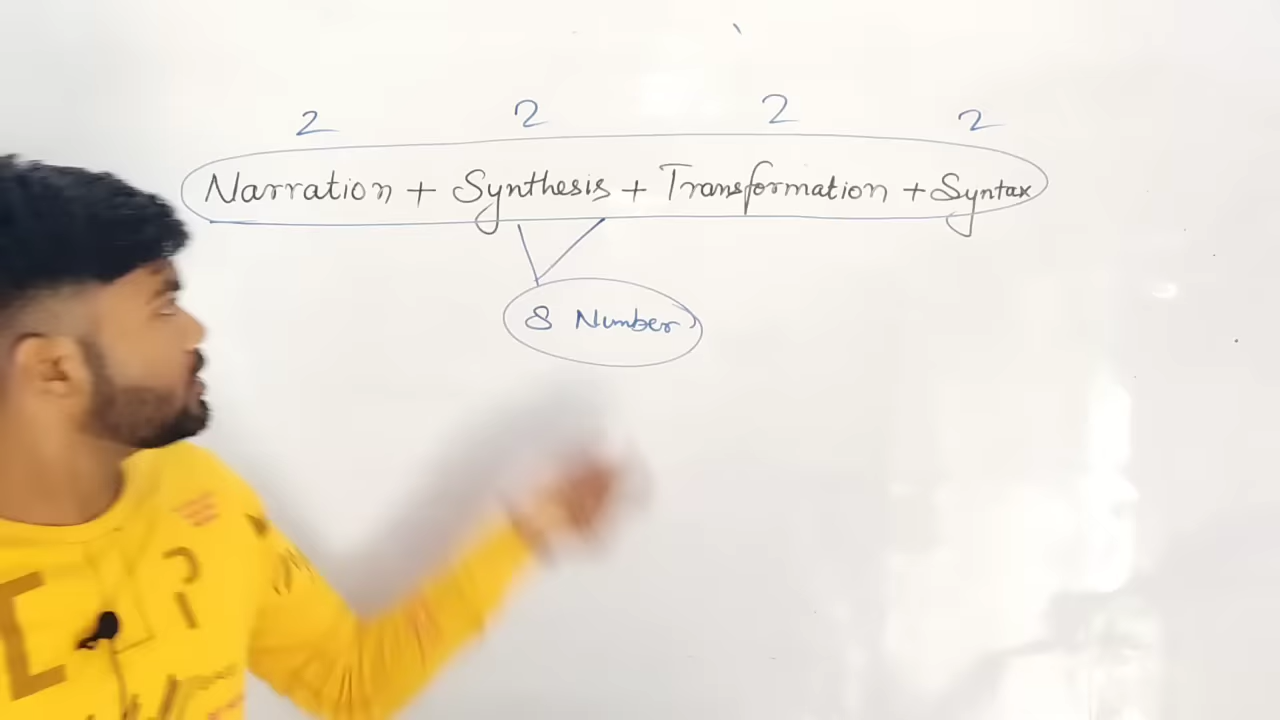 2 2 2 2
Narration + Synthesis + Transformation + Syntax
8 Number